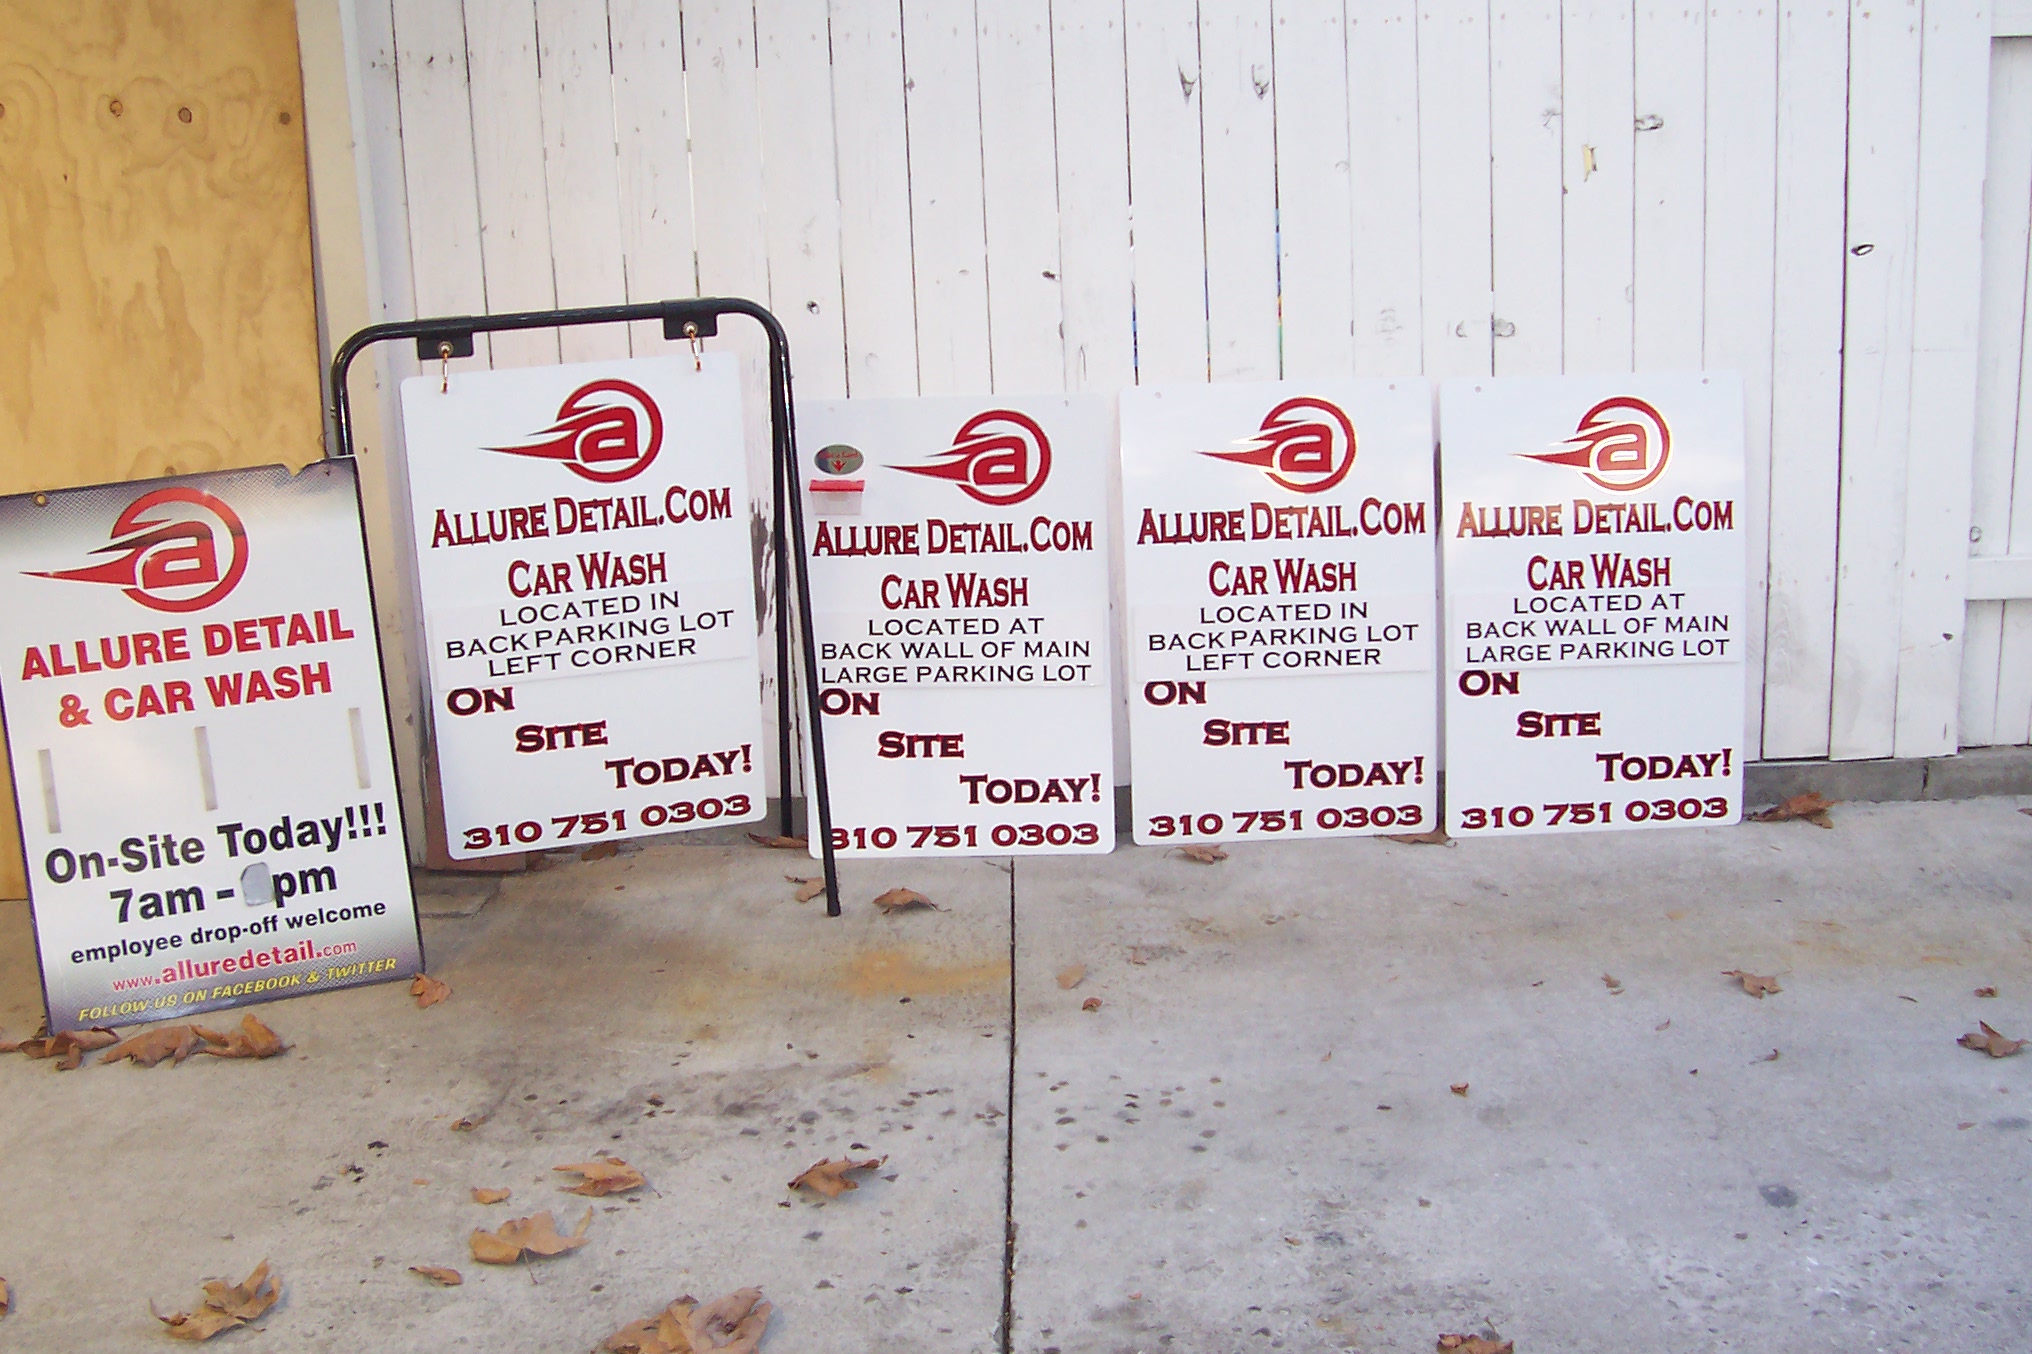 a
ALLURE DETAIL
& CAR WASH
On-Site Today!!!
7am - pm
employee drop-off welcome
www.alluredetail.com
FOLLOW US ON FACEBOOK & TWITTER
a
ALLURE DETAIL.COM
CAR WASH
LOCATED IN
BACK PARKING LOT
LEFT CORNER
ON
SITE
TODAY!
310 751 0303
a
ALLURE DETAIL.COM
CAR WASH
LOCATED AT
BACK WALL OF MAIN
LARGE PARKING LOT
ON
SITE
TODAY!
310 751 0303
a
ALLURE DETAIL.COM
CAR WASH
LOCATED IN
BACK PARKING LOT
LEFT CORNER
ON
SITE
TODAY!
310 751 0303
a
ALLURE DETAIL.COM
CAR WASH
LOCATED AT
BACK WALL OF MAIN
LARGE PARKING LOT
ON
SITE
TODAY!
310 751 0303